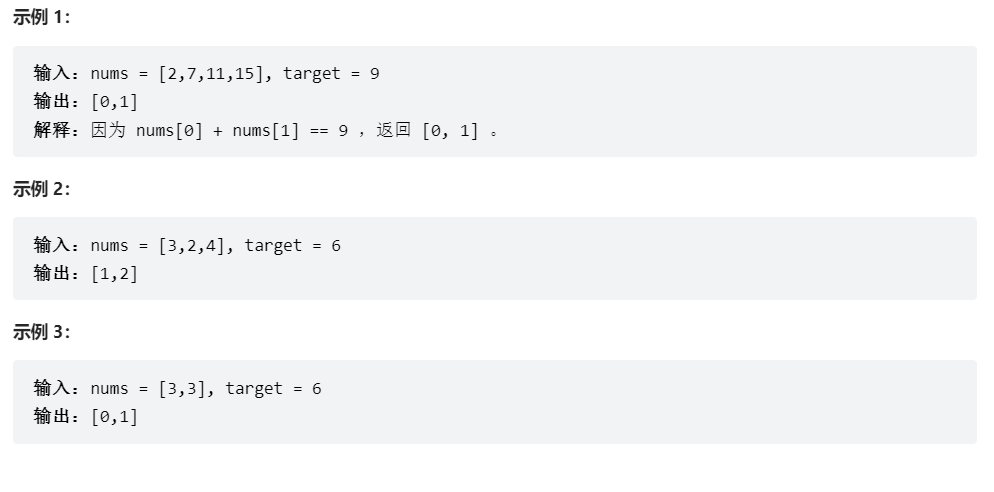 示例 1：
输入：nums = [2,7,11,15], target = 9
输出：[0,1]
解释：因为 nums[0] + nums[1] == 9 ，返回 [0, 1] 。
示例 2：
输入：nums = [3,2,4], target = 6
输出：[1,2]
示例 3：
输入：nums = [3,3], target = 6
输出：[0,1]